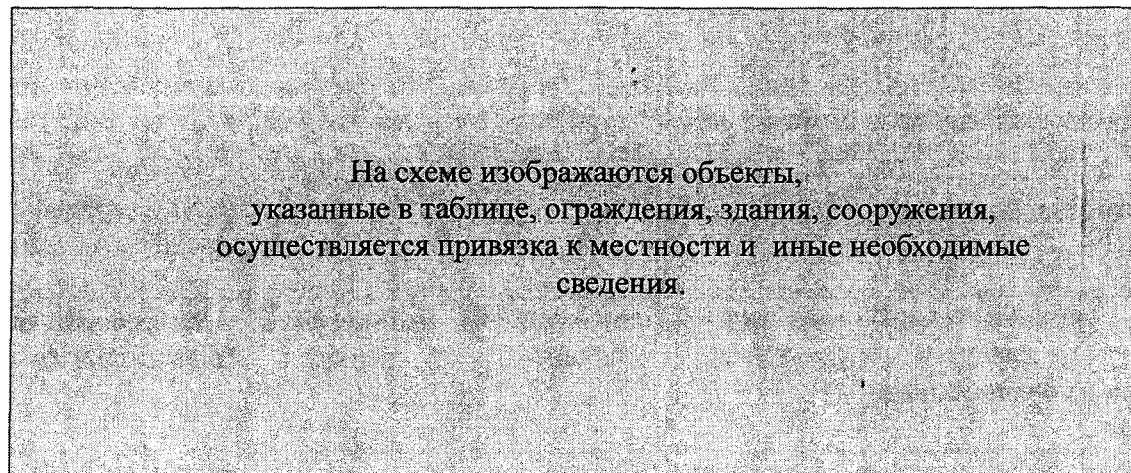 На схеме изображаются объекты,
указанные в таблице, ограждения, здания, сооружения,
осуществляется привязка к местности и иные необходимые
сведения.